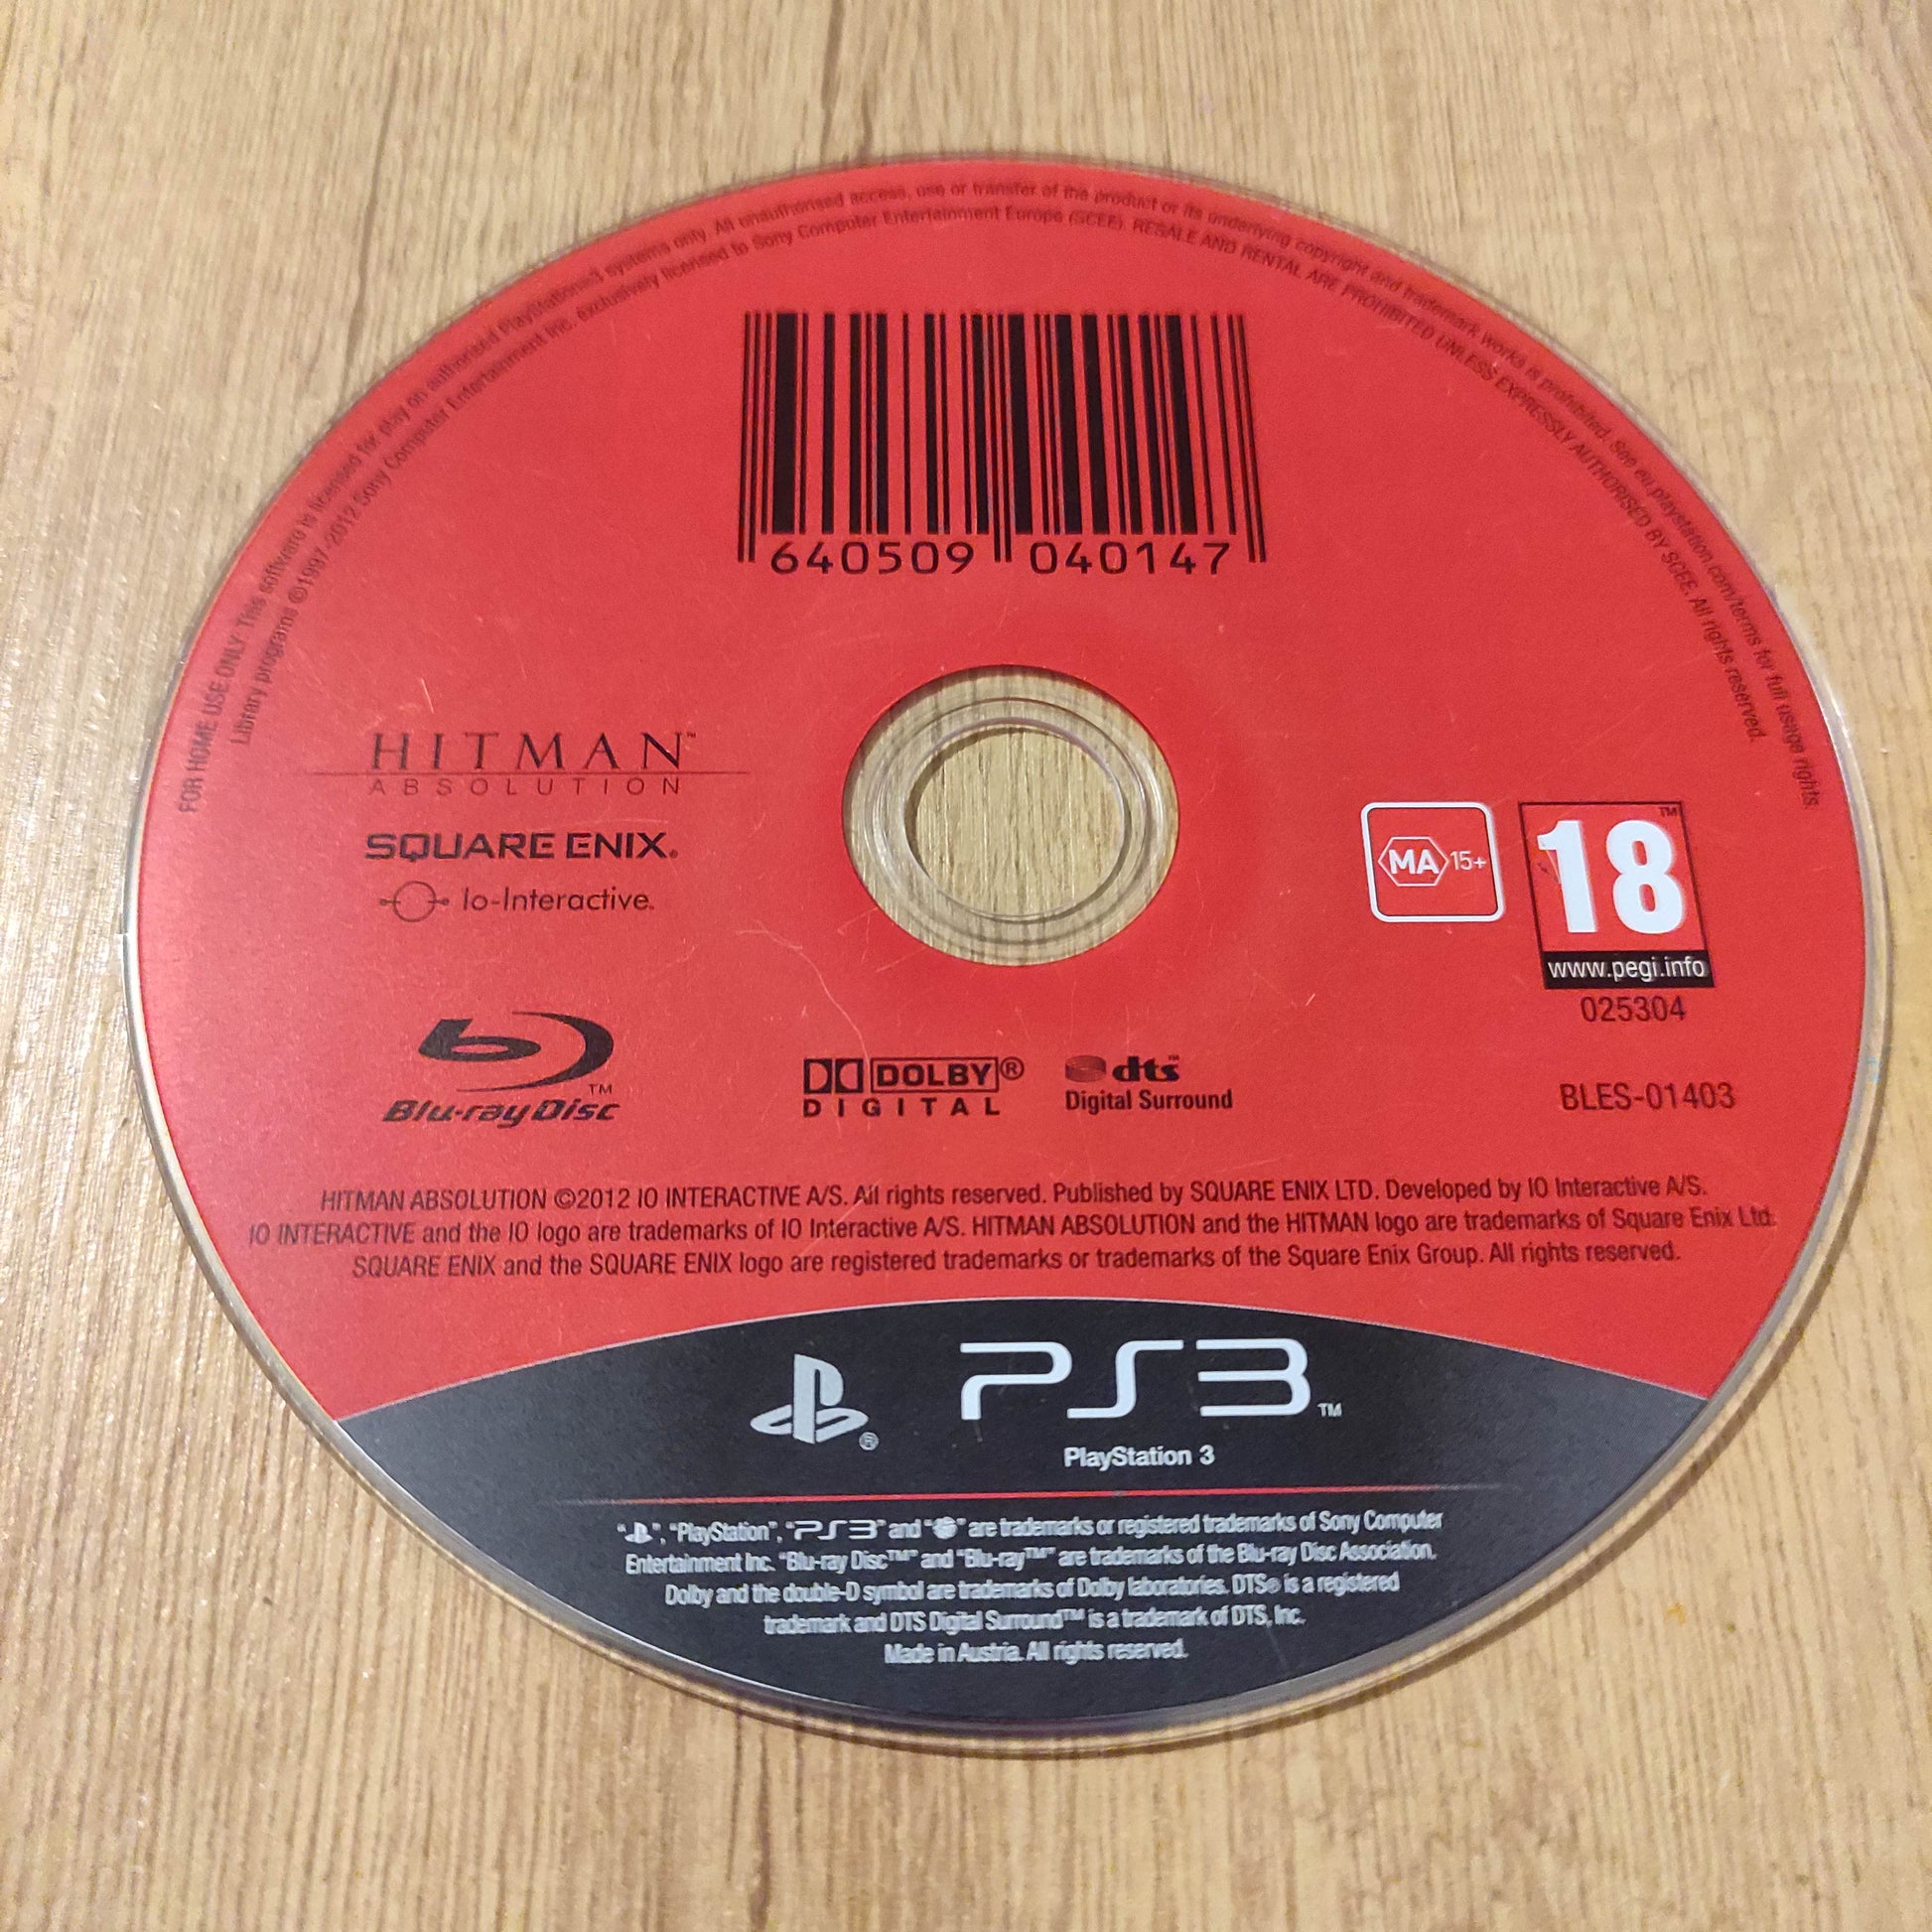 FOR HOME USE ONLY. This software is licensed for play on authorised PlayStation®3 systems only. All unauthorised access, use or transfer of the product or its underlying copyright and trademark works is prohibited. See eu.playstation.com/terms for full usage rights.
Library programs ©1997-2012 Sony Computer Entertainment Inc. exclusively licensed to Sony Computer Entertainment Europe (SCEE). RESALE AND RENTAL ARE PROHIBITED UNLESS EXPRESSLY AUTHORISED BY SCEE. All rights reserved.
640509 040147
HITMAN™
ABSOLUTION
SQUARE ENIX®
Io-Interactive™
MA 15+
18™
www.pegi.info
025304
Blu-ray Disc™
DOLBY®
DIGITAL
dts™
Digital Surround
BLES-01403
HITMAN ABSOLUTION ©2012 IO INTERACTIVE A/S. All rights reserved. Published by SQUARE ENIX LTD. Developed by IO Interactive A/S.
IO INTERACTIVE and the IO logo are trademarks of IO Interactive A/S. HITMAN ABSOLUTION and the HITMAN logo are trademarks of Square Enix Ltd.
SQUARE ENIX and the SQUARE ENIX logo are registered trademarks or trademarks of the Square Enix Group. All rights reserved.
PS3™
PlayStation 3
“ ”, “PlayStation”, “PS3” and “ ” are trademarks or registered trademarks of Sony Computer
Entertainment Inc. “Blu-ray Disc™” and “Blu-ray™” are trademarks of the Blu-ray Disc Association.
Dolby and the double-D symbol are trademarks of Dolby laboratories. DTS® is a registered
trademark and DTS Digital Surround™ is a trademark of DTS, Inc.
Made in Austria. All rights reserved.